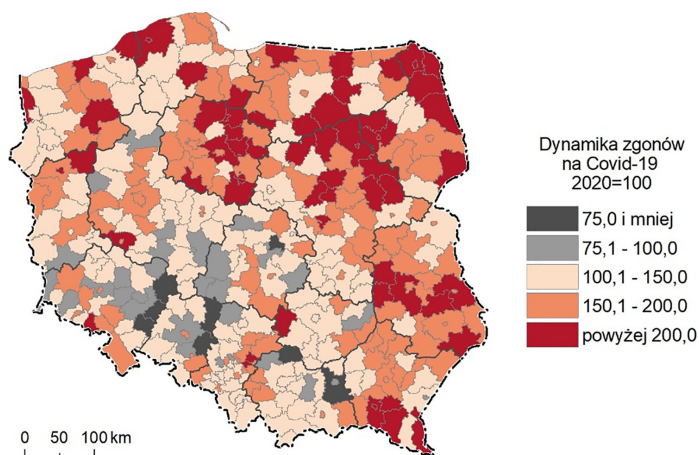 Dynamika zgonów
na Covid-19
2020=100
75,0 i mniej
75,1 - 100,0
100,1 - 150,0
150,1 - 200,0
powyżej 200,0
0 50 100 km